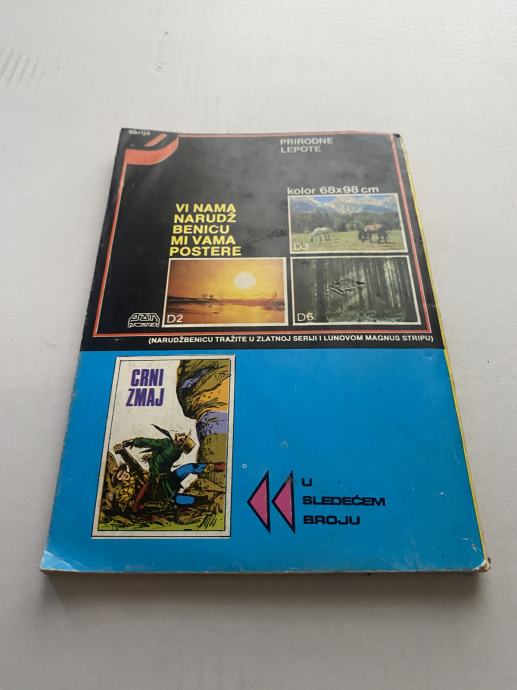 serija
PRIRODNE
LEPOTE
kolor 68x98 cm
VI NAMA
NARUDŽ
BENICU
MI VAMA
POSTERE
D3
D2
D6
(NARUDŽBENICU TRAŽITE U ZLATNOJ SERIJI I LUNOVOM MAGNUS STRIPU)
CRNI
ZMAJ
U
SLEDEĆEM
BROJU